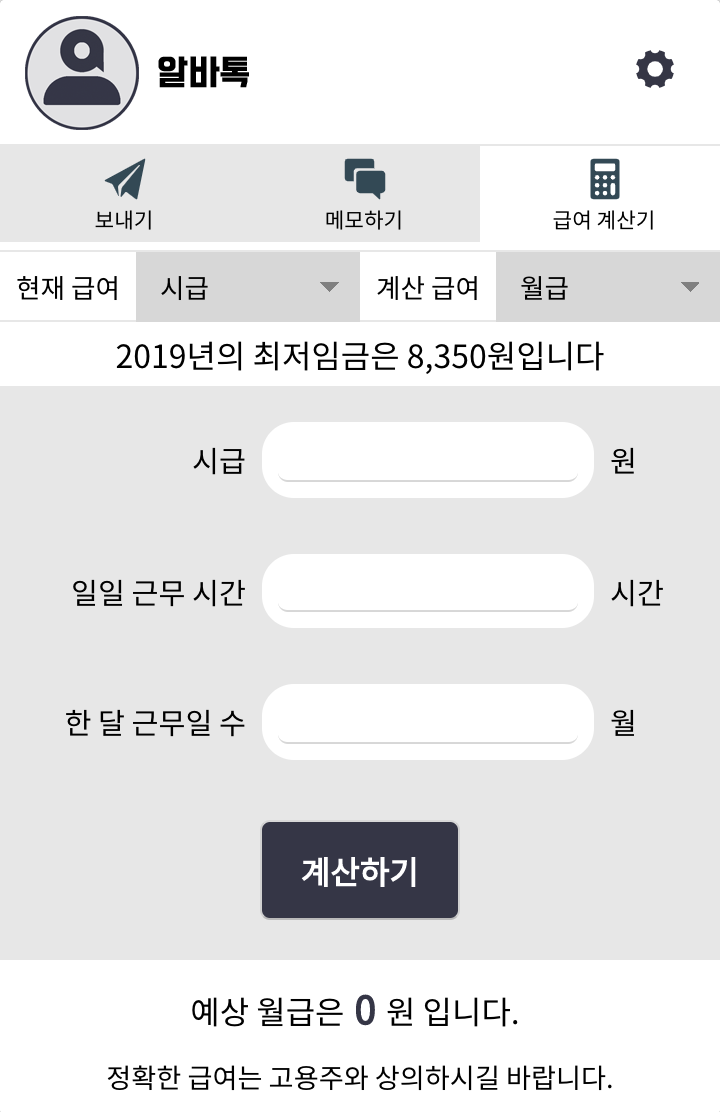 알바톡
보내기 메모하기 급여 계산기
현재 급여 시급 계산 급여 월급
2019년의 최저임금은 8,350원입니다
시급 원
일일 근무 시간 시간
한 달 근무일 수 월
계산하기
예상 월급은 0 원 입니다.
정확한 급여는 고용주와 상의하시길 바랍니다.